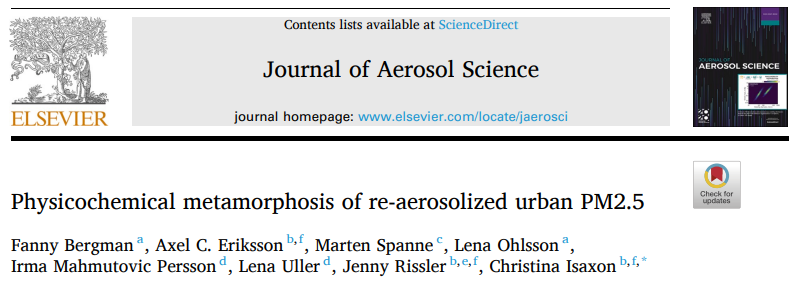 Contents lists available at ScienceDirect
Journal of Aerosol Science
journal homepage: www.elsevier.com/locate/jaerosci
ELSEVIER
JOURNAL OF
AEROSOL SCIENCE
Check for
updates
Physicochemical metamorphosis of re-aerosolized urban PM2.5
Fanny Bergman a, Axel C. Eriksson b,f, Marten Spanne c, Lena Ohlsson a,
Irma Mahmutovic Persson d, Lena Uller d, Jenny Rissler b,e,f, Christina Isaxon b,f,*